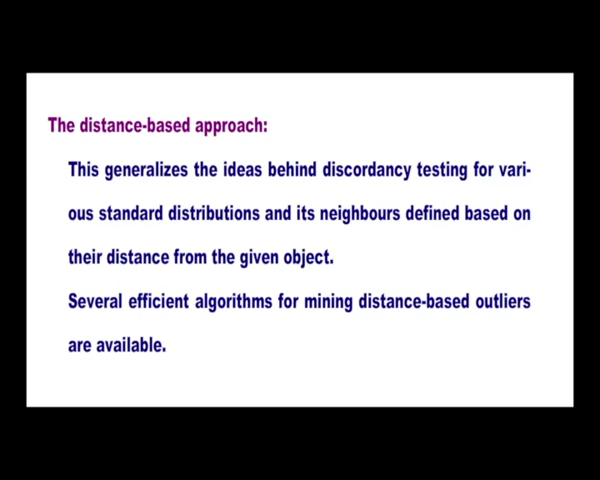 The distance-based approach:
This generalizes the ideas behind discordancy testing for vari-
ous standard distributions and its neighbours defined based on
their distance from the given object.
Several efficient algorithms for mining distance-based outliers
are available.